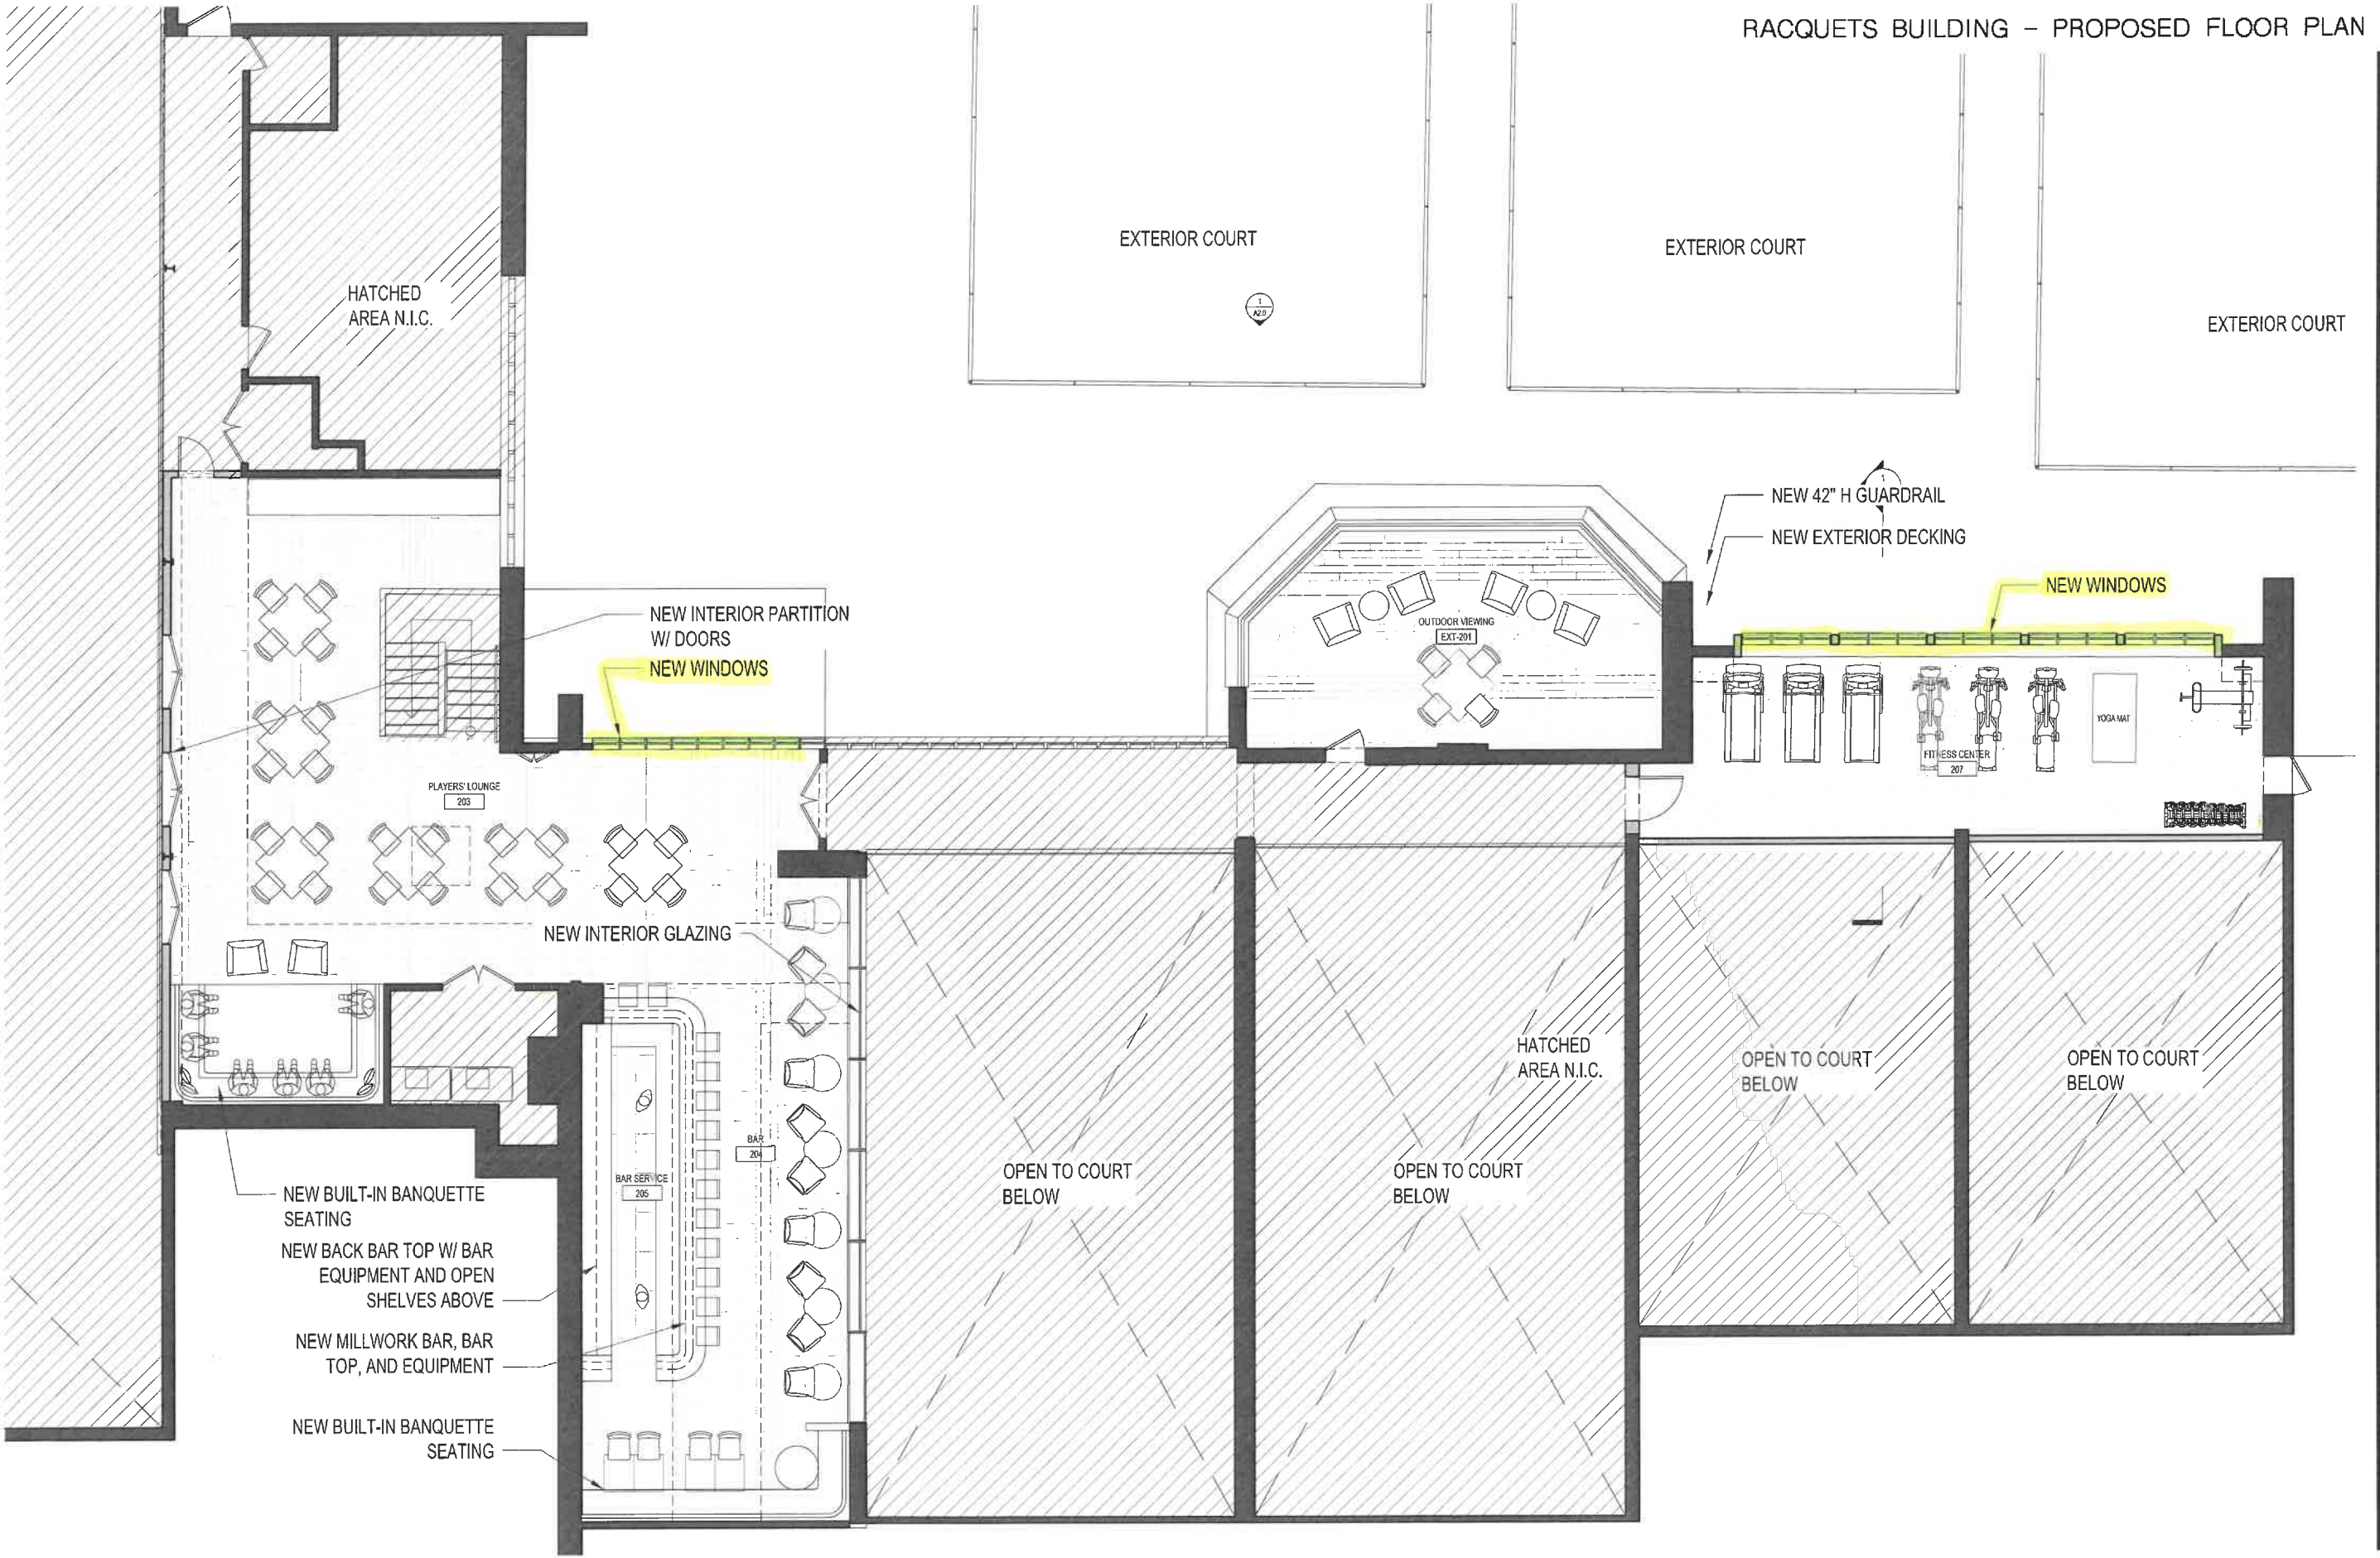 RACQUETS BUILDING – PROPOSED FLOOR PLAN
EXTERIOR COURT
EXTERIOR COURT
EXTERIOR COURT
HATCHED
AREA N.I.C.
1
A2.0
NEW 42" H GUARDRAIL
1
NEW EXTERIOR DECKING
NEW WINDOWS
NEW INTERIOR PARTITION
W/ DOORS
NEW WINDOWS
OUTDOOR VIEWING
EXT-201
YOGA MAT
FITNESS CENTER
207
PLAYERS' LOUNGE
203
NEW INTERIOR GLAZING
HATCHED
AREA N.I.C.
OPEN TO COURT
BELOW
OPEN TO COURT
BELOW
OPEN TO COURT
BELOW
OPEN TO COURT
BELOW
BAR
204
BAR SERVICE
205
NEW BUILT-IN BANQUETTE
SEATING
NEW BACK BAR TOP W/ BAR
EQUIPMENT AND OPEN
SHELVES ABOVE
NEW MILLWORK BAR, BAR
TOP, AND EQUIPMENT
NEW BUILT-IN BANQUETTE
SEATING